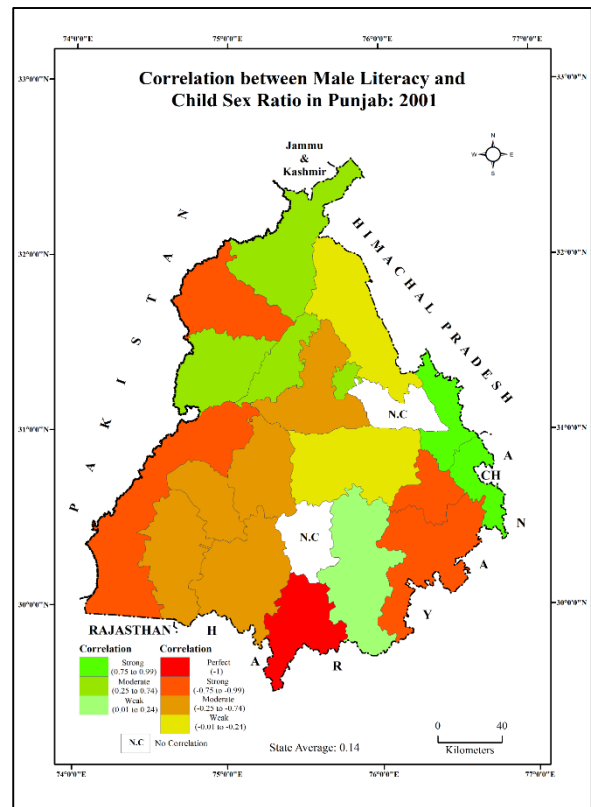 74°0'0"E 75°0'0"E 76°0'0"E 77°0'0"E
33°0'0"N 33°0'0"N
Correlation between Male Literacy and
Child Sex Ratio in Punjab: 2001
Jammu
&
Kashmir
N
W E
S
PAKISTAN
HIMACHAL PRADESH
32°0'0"N 32°0'0"N
N.C
31°0'0"N 31°0'0"N
CH
N.C
30°0'0"N 30°0'0"N
RAJASTHAN
H A R Y A N A
Correlation Correlation
Strong
(0.75 to 0.99)
Moderate
(0.25 to 0.74)
Weak
(0.01 to 0.24)
Perfect
(-1)
Strong
(-0.75 to -0.99)
Moderate
(-0.25 to -0.74)
Weak
(-0.01 to -0.24)
N.C No Correlation
State Average: 0.14
0 40
Kilometers
74°0'0"E 75°0'0"E 76°0'0"E 77°0'0"E